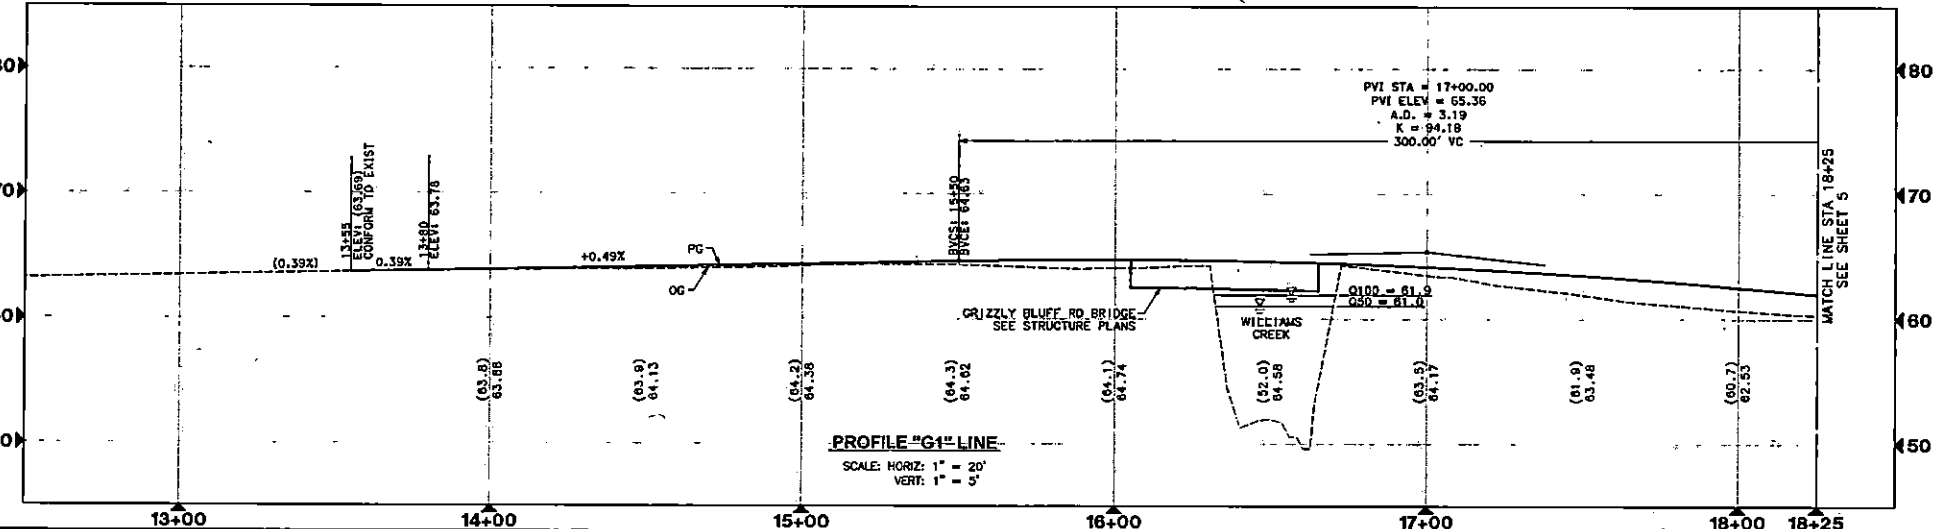 80
PVI STA = 17+00.00
PVI ELEV = 65.36
A.D. = 3.19
K = 94.18
300.00' VC
70
13+55
ELEV: (63.69)
CONFORM TO EXIST
13+80
ELEV: 63.78
BVCS: 15+50
BVCE: 64.63
MATCH LINE STA 18+25
SEE SHEET 5
(0.39%)
0.39%
+0.49%
PG
OG
GRIZZLY BLUFF RD BRIDGE
SEE STRUCTURE PLANS
Q100 = 61.9
Q50 = 61.0
WILLIAMS
CREEK
60
(63.8)
63.88
(63.9)
64.13
(64.2)
64.38
(64.3)
64.62
(64.1)
64.74
(52.0)
64.58
(63.5)
64.17
(61.9)
63.48
(60.7)
62.53
50
PROFILE "G1" LINE
SCALE: HORIZ: 1" = 20'
VERT: 1" = 5'
13+00
14+00
15+00
16+00
17+00
18+00
18+25